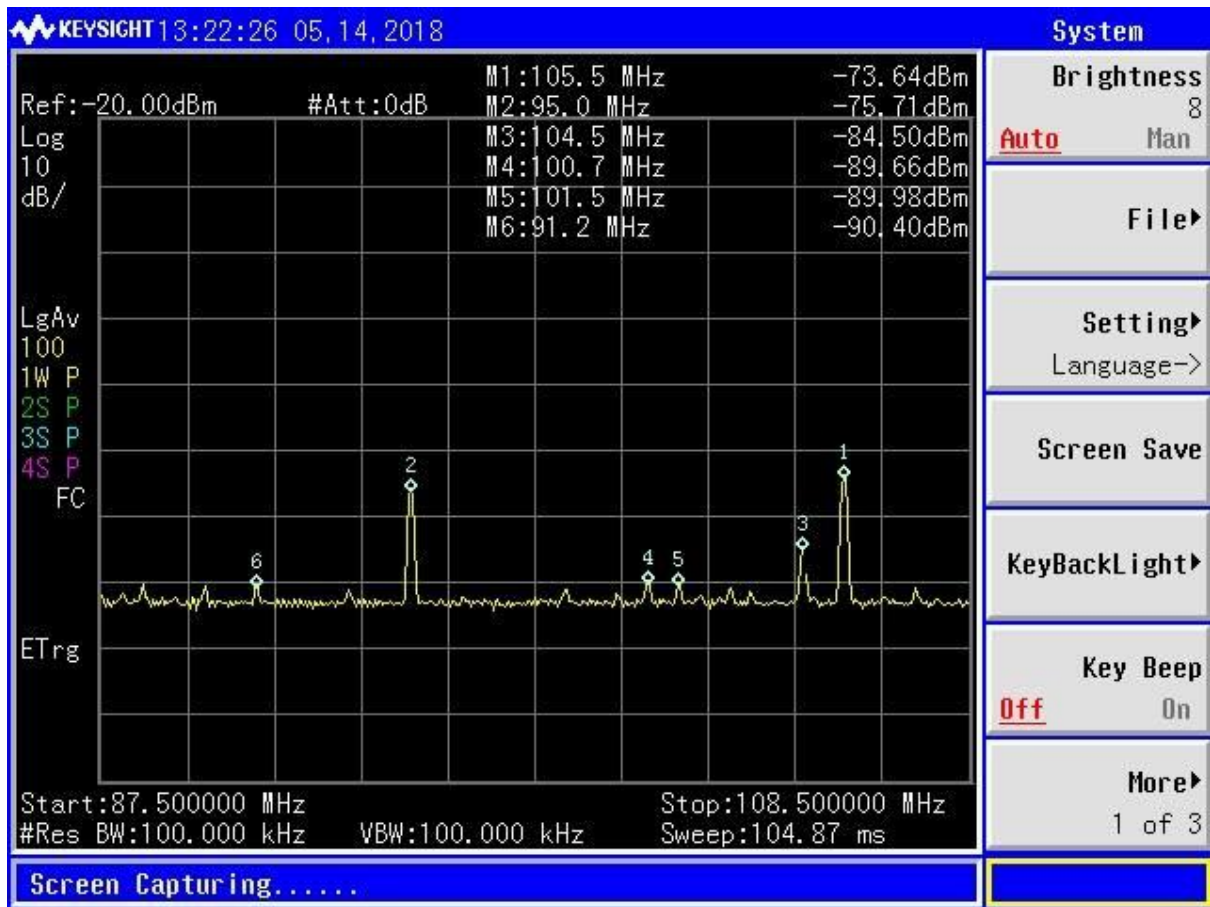 KEYSIGHT 13:22:26 05,14,2018
System
M1:105.5 MHz -73.64dBm
Ref:-20.00dBm #Att:0dB M2:95.0 MHz -75.71dBm
Log M3:104.5 MHz -84.50dBm
10 M4:100.7 MHz -89.66dBm
dB/ M5:101.5 MHz -89.98dBm
M6:91.2 MHz -90.40dBm
LgAv
100
1W P
2S P
3S P
4S P
FC
ETrg
1
2
3
6 4 5
Start:87.500000 MHz Stop:108.500000 MHz
#Res BW:100.000 kHz VBW:100.000 kHz Sweep:104.87 ms
Screen Capturing......
Brightness
8
Auto Man
File
Setting
Language->
Screen Save
KeyBackLight
Key Beep
Off On
More
1 of 3